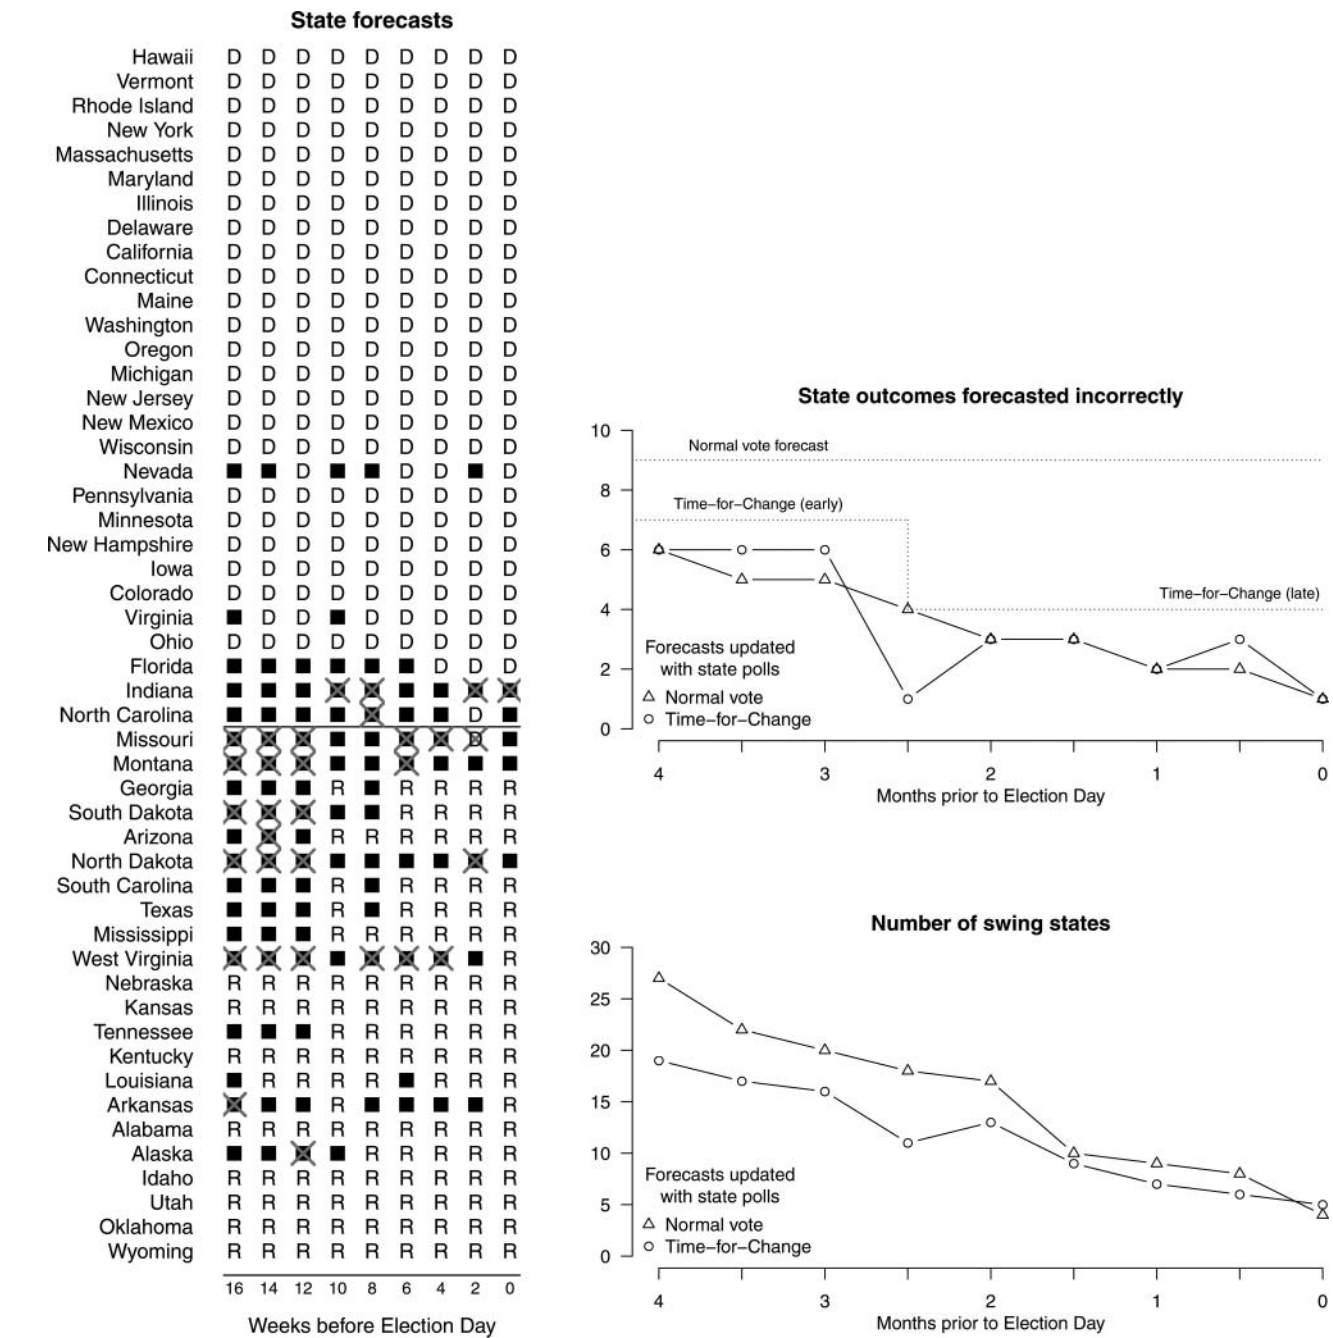 State forecasts
Hawaii D D D D D D D D D
Vermont D D D D D D D D D
Rhode Island D D D D D D D D D
New York D D D D D D D D D
Massachusetts D D D D D D D D D
Maryland D D D D D D D D D
Illinois D D D D D D D D D
Delaware D D D D D D D D D
California D D D D D D D D D
Connecticut D D D D D D D D D
Maine D D D D D D D D D
Washington D D D D D D D D D
Oregon D D D D D D D D D
Michigan D D D D D D D D D
New Jersey D D D D D D D D D
New Mexico D D D D D D D D D
Wisconsin D D D D D D D D D
Nevada D D D D
Pennsylvania D D D D D D D D D
Minnesota D D D D D D D D D
New Hampshire D D D D D D D D D
Iowa D D D D D D D D D
Colorado D D D D D D D D D
Virginia D D D D D D D
Ohio D D D D D D D D D
Florida D D D
Indiana
North Carolina D
Missouri D
Montana
Georgia R R R R R
South Dakota R R R R
Arizona R R R R R R
North Dakota
South Carolina R R R R R
Texas R R R R R
Mississippi R R R R R R
West Virginia R
Nebraska R R R R R R R R R
Kansas R R R R R R R R R
Tennessee R R R R R R
Kentucky R R R R R R R R R
Louisiana R R R R R R R
Arkansas R R
Alabama R R R R R R R R R
Alaska R R R R R
Idaho R R R R R R R R R
Utah R R R R R R R R R
Oklahoma R R R R R R R R R
Wyoming R R R R R R R R R
16 14 12 10 8 6 4 2 0
Weeks before Election Day
State outcomes forecasted incorrectly
10
Normal vote forecast
8
Time–for–Change (early)
6
4
Time–for–Change (late)
Forecasts updated
with state polls
2
Normal vote
Time–for–Change
0
4 3 2 1 0
Months prior to Election Day
Number of swing states
30
25
20
15
10
Forecasts updated
with state polls
5
Normal vote
Time–for–Change
0
4 3 2 1 0
Months prior to Election Day